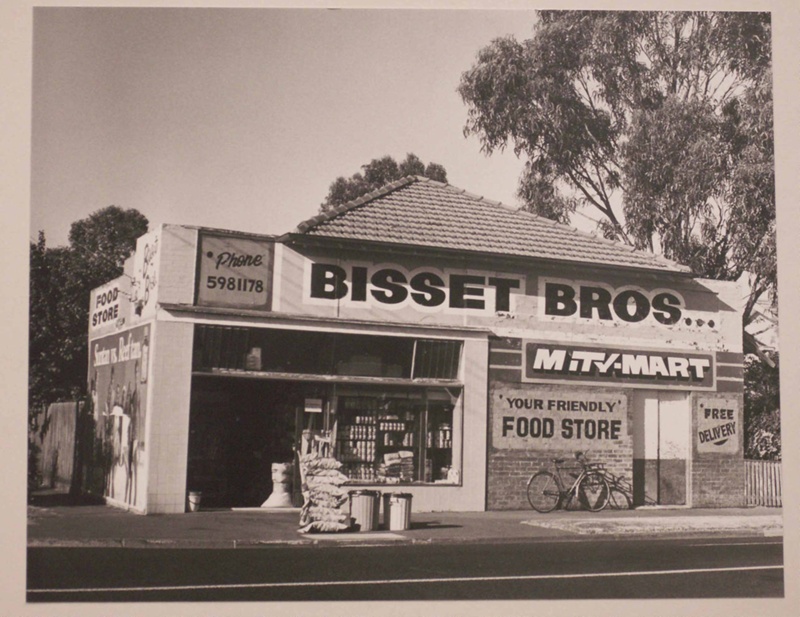 Phone
5981178
BISSET BROS...
FOOD
STORE
MiTY-MART
'YOUR FRIENDLY'
FOOD STORE
'FREE'
DELIVERY